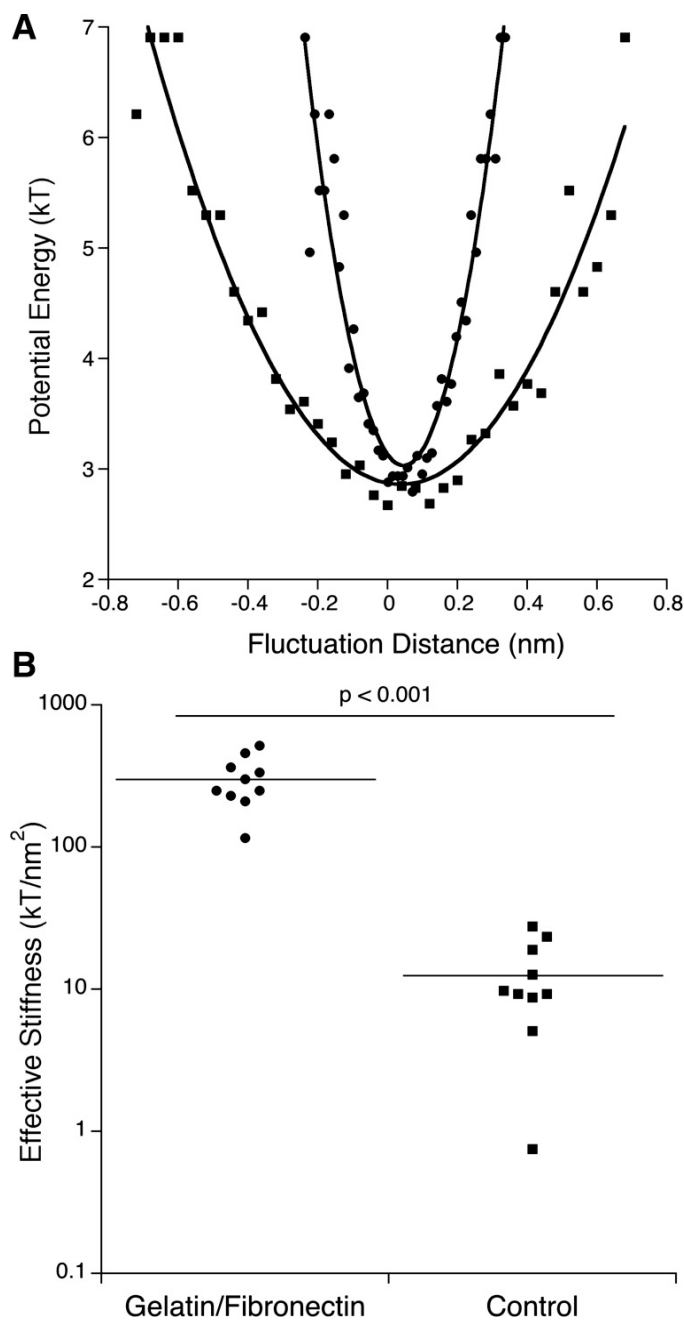 A
7
6
5
4
3
2
Potential Energy (kT)
-0.8 -0.6 -0.4 -0.2 0 0.2 0.4 0.6 0.8
Fluctuation Distance (nm)
B
p < 0.001
1000
100
10
1
0.1
Effective Stiffness (kT/nm²)
Gelatin/Fibronectin Control